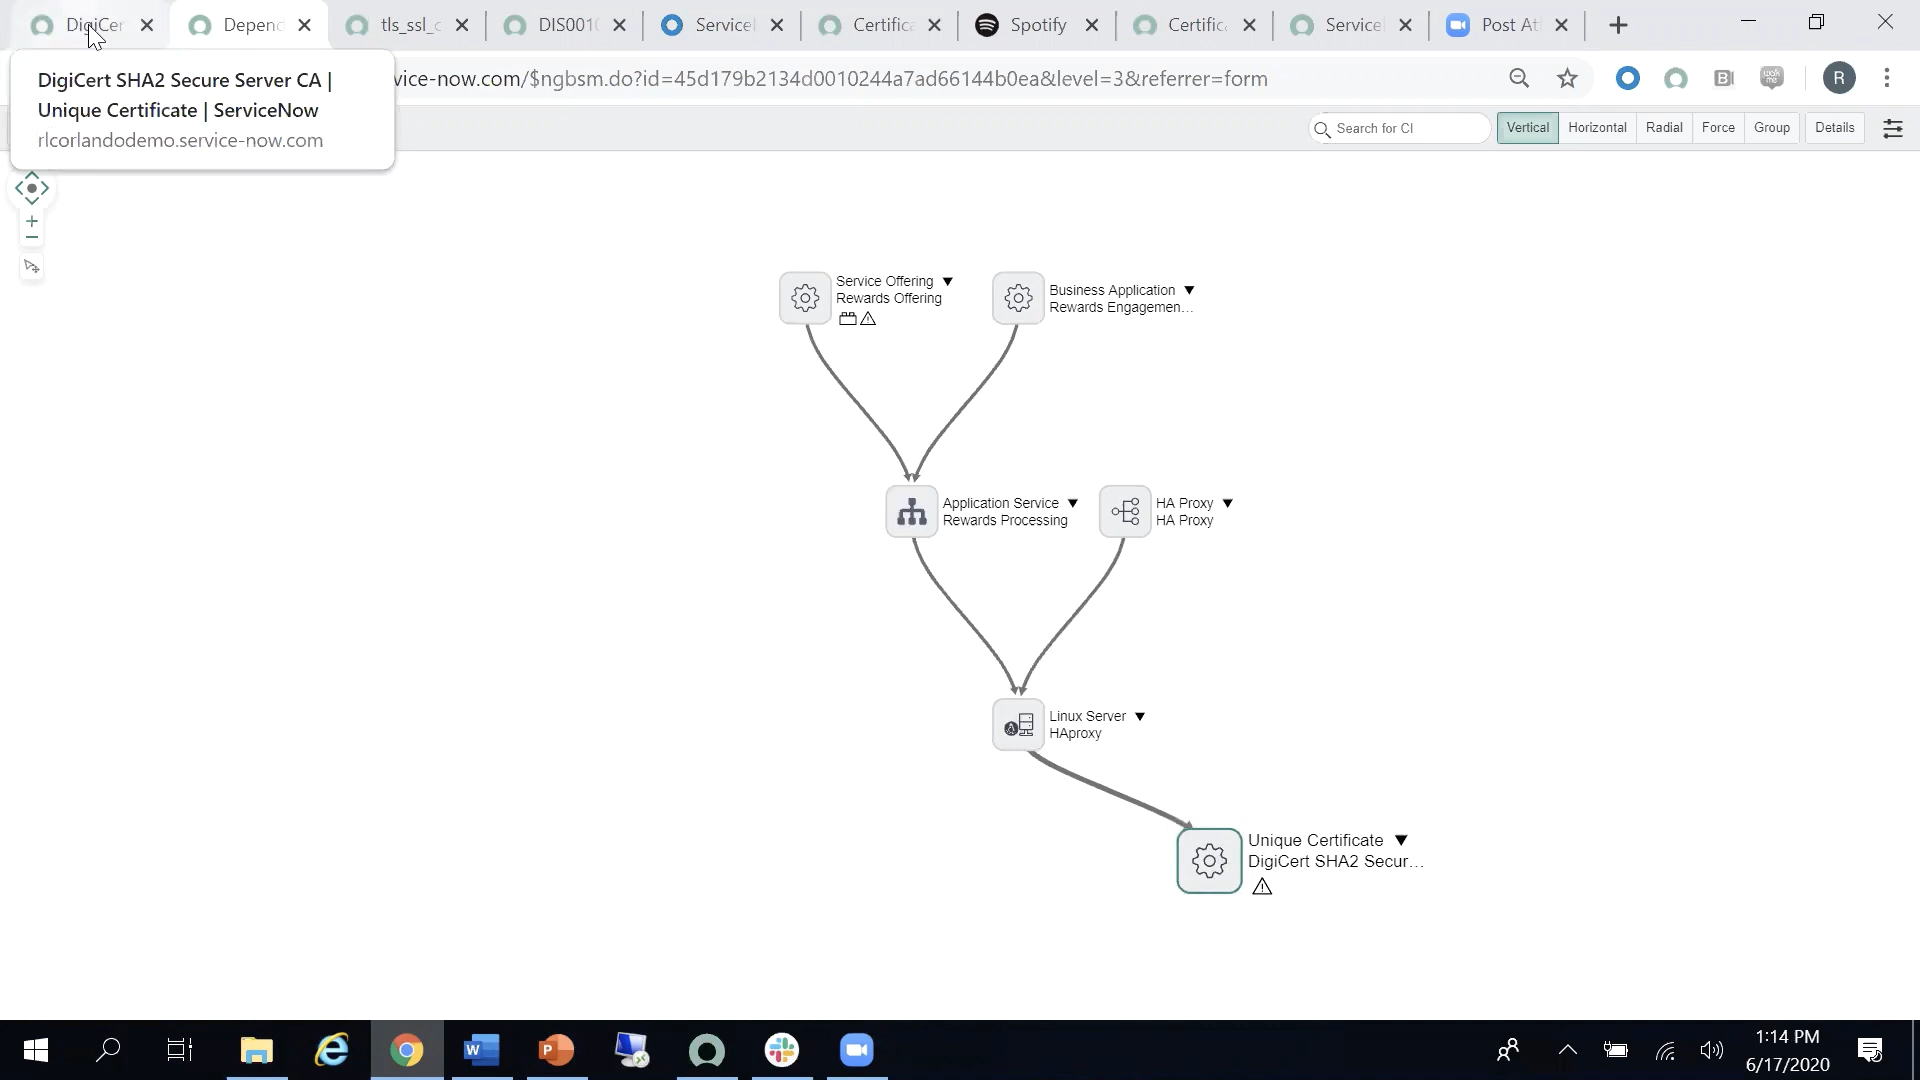 DigiCer
Depend
tls_ssl_c
DIS0010
Service
Certifica
Spotify
Certifica
Service
Post At
DigiCert SHA2 Secure Server CA |
Unique Certificate | ServiceNow
rlcorlandodemo.service-now.com
vice-now.com/$ngbsm.do?id=45d179b2134d0010244a7ad66144b0ea&level=3&referrer=form
R
Search for CI
Vertical
Horizontal
Radial
Force
Group
Details
Service Offering
Rewards Offering
Business Application
Rewards Engagemen...
Application Service
Rewards Processing
HA Proxy
HA Proxy
Linux Server
HAproxy
Unique Certificate
DigiCert SHA2 Secur...
1:14 PM
6/17/2020